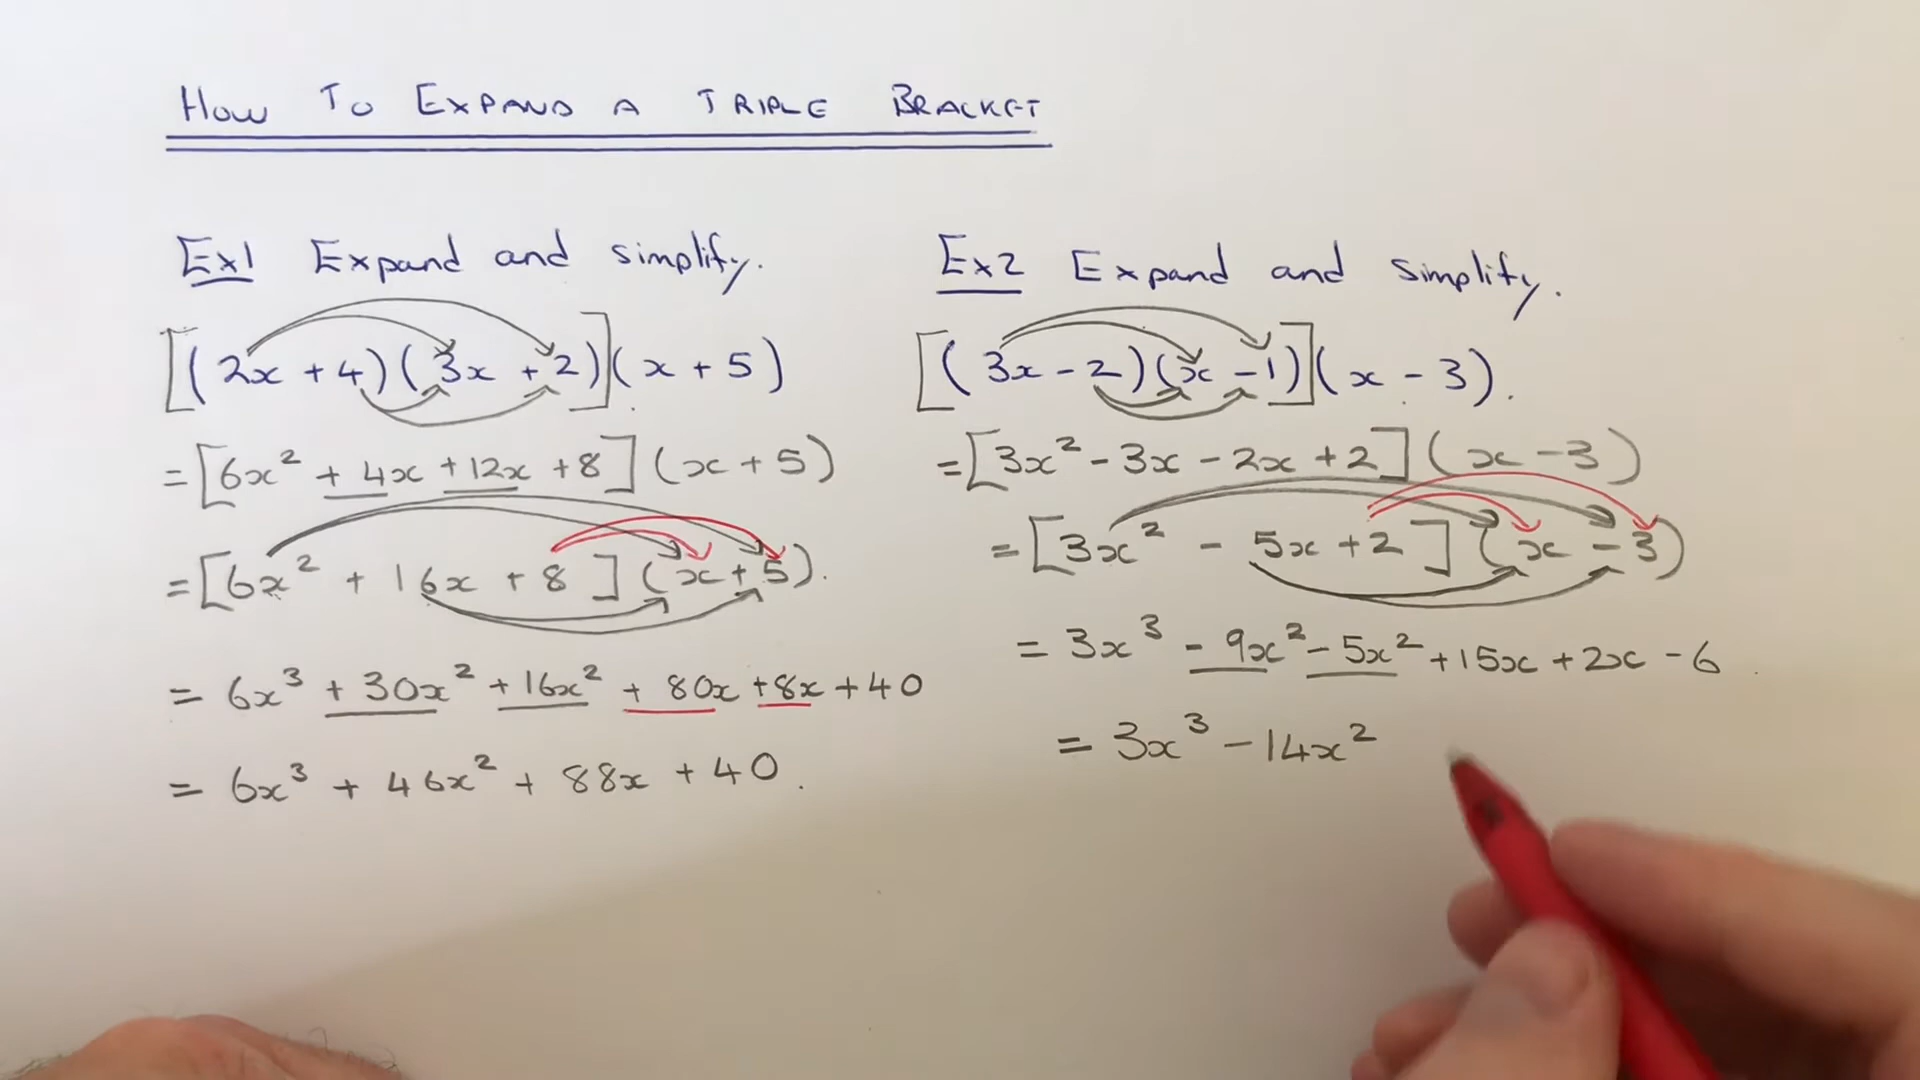 HOW TO EXPAND A TRIPLE BRACKET
Ex1 Expand and simplify.
[(2x + 4)(3x + 2)](x + 5)
= [6x² + 4x + 12x + 8](x + 5)
= [6x² + 16x + 8](x + 5).
= 6x³ + 30x² + 16x² + 80x + 8x + 40
= 6x³ + 46x² + 88x + 40.
Ex2 Expand and simplify.
[(3x - 2)(x - 1)](x - 3).
= [3x² - 3x - 2x + 2](x - 3)
= [3x² - 5x + 2](x - 3)
= 3x³ - 9x² - 5x² + 15x + 2x - 6
= 3x³ - 14x²